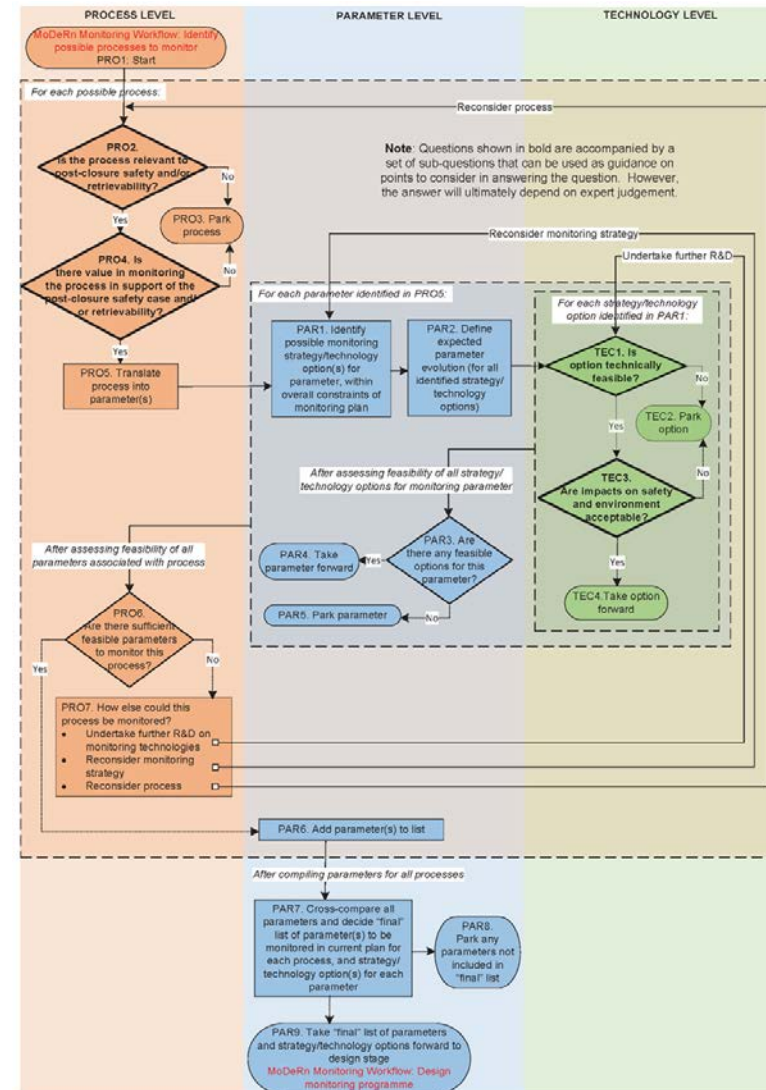 PROCESS LEVEL
PARAMETER LEVEL
TECHNOLOGY LEVEL
MoDeRn Monitoring Workflow: Identify
possible processes to monitor
PRO1: Start
For each possible process:
Reconsider process
PRO2.
Is the process relevant to
post-closure safety and/or
retrievability?
No
Yes
PRO3. Park
process
Note: Questions shown in bold are accompanied by a
set of sub-questions that can be used as guidance on
points to consider in answering the question. However,
the answer will ultimately depend on expert judgement.
PRO4. Is
there value in monitoring
the process in support of the
post-closure safety case and/
or retrievability?
No
Yes
PRO5. Translate
process into
parameter(s)
Reconsider monitoring strategy
Undertake further R&D
For each parameter identified in PRO5:
PAR1. Identify
possible monitoring
strategy/technology
option(s) for
parameter, within
overall constraints of
monitoring plan
PAR2. Define
expected
parameter
evolution (for all
identified strategy/
technology
options)
For each strategy/technology
option identified in PAR1:
TEC1. Is
option technically
feasible?
No
Yes
TEC2. Park
option
No
TEC3.
Are impacts on safety
and environment
acceptable?
Yes
TEC4.Take option
forward
After assessing feasibility of all strategy/
technology options for monitoring parameter
PAR3. Are
there any feasible
options for this
parameter?
Yes
PAR4. Take
parameter forward
No
PAR5. Park parameter
After assessing feasibility of all
parameters associated with process
PRO6.
Are there sufficient
feasible parameters
to monitor this
process?
Yes
No
PRO7. How else could this
process be monitored?
• Undertake further R&D on
monitoring technologies
• Reconsider monitoring
strategy
• Reconsider process
PAR6. Add parameter(s) to list
After compiling parameters for all processes
PAR7. Cross-compare all
parameters and decide “final”
list of parameter(s) to be
monitored in current plan for
each process, and strategy/
technology option(s) for each
parameter
PAR8.
Park any
parameters not
included in
“final” list
PAR9. Take “final” list of parameters
and strategy/technology options forward to
design stage
MoDeRn Monitoring Workflow: Design
monitoring programme